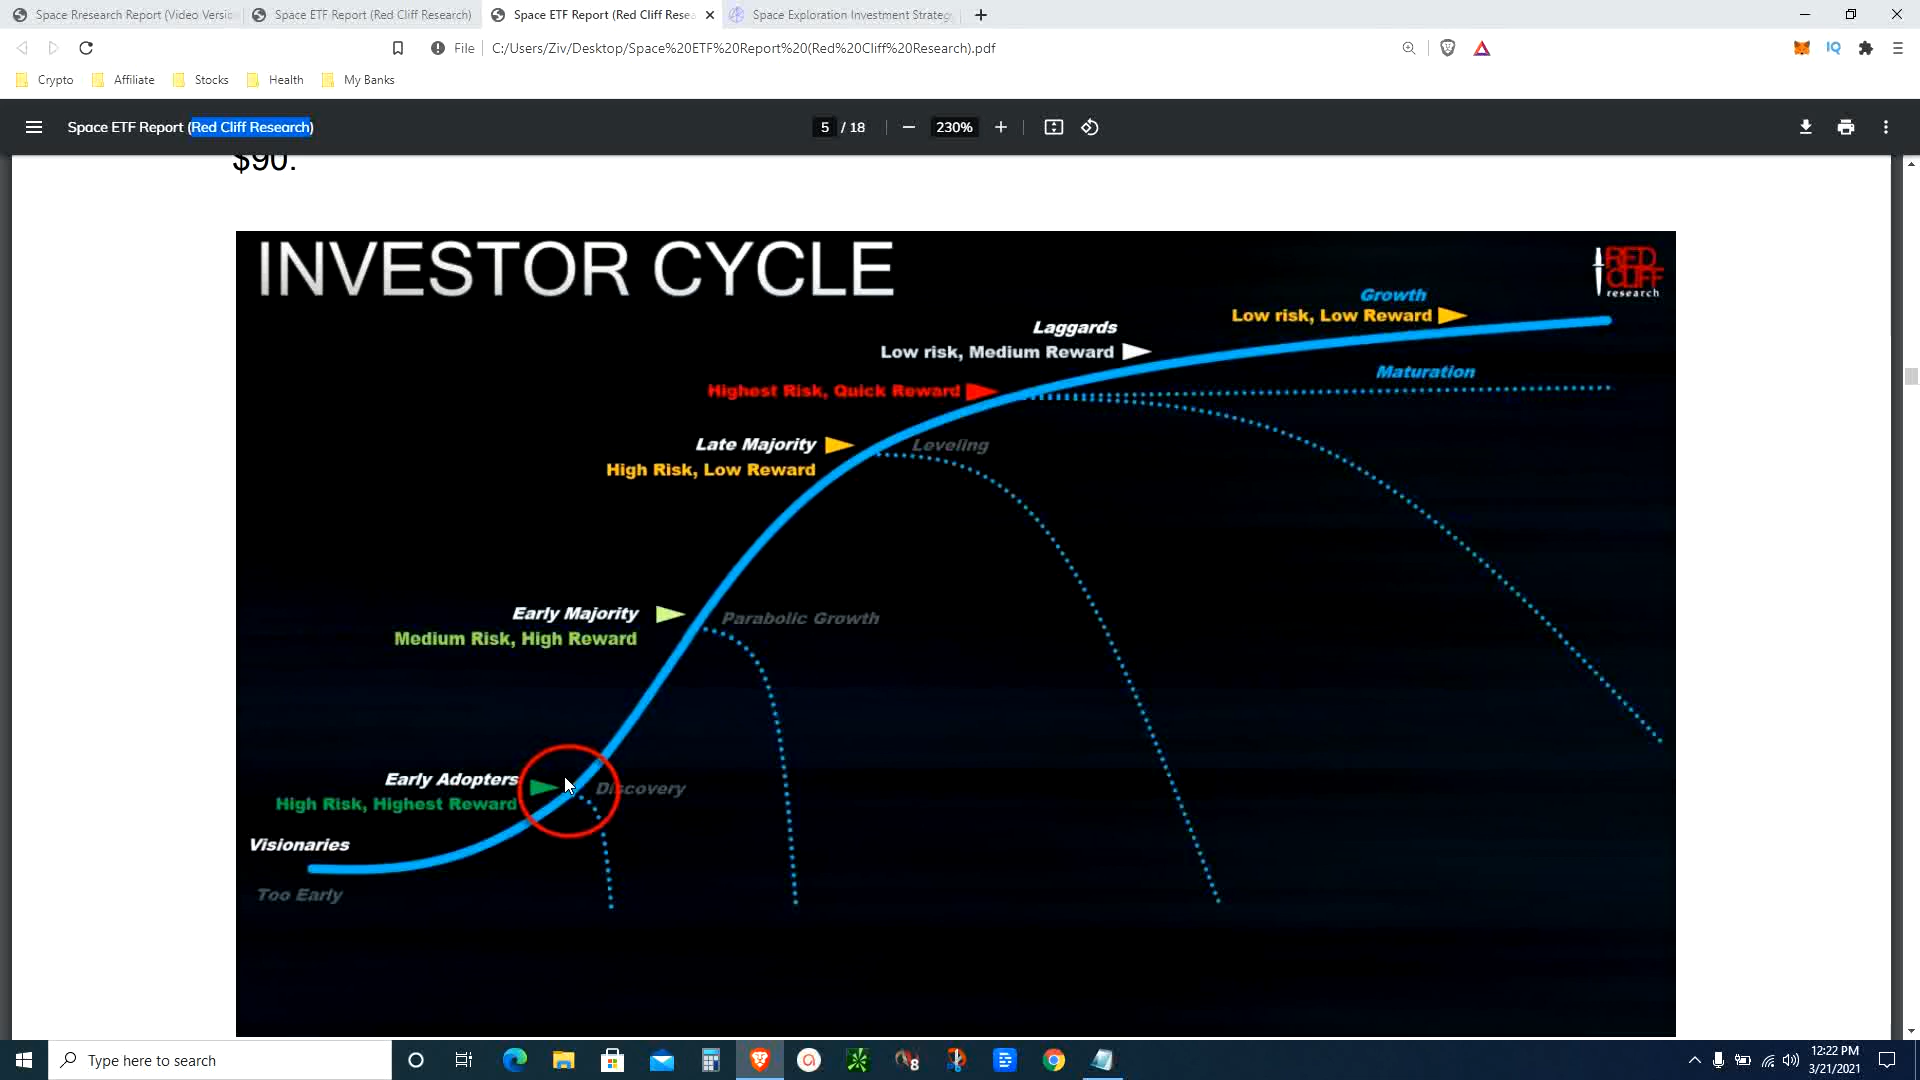 Space Rresearch Report (Video Versio
Space ETF Report (Red Cliff Research)
Space ETF Report (Red Cliff Resea
Space Exploration Investment Strateg
File
C:/Users/Ziv/Desktop/Space%20ETF%20Report%20(Red%20Cliff%20Research).pdf
Crypto
Affiliate
Stocks
Health
My Banks
Space ETF Report (Red Cliff Research)
5 / 18
230%
$90.
INVESTOR CYCLE
RED
CLIFF
research
Growth
Low risk, Low Reward
Laggards
Low risk, Medium Reward
Maturation
Highest Risk, Quick Reward
Late Majority
Leveling
High Risk, Low Reward
Early Majority
Parabolic Growth
Medium Risk, High Reward
Early Adopters
Discovery
High Risk, Highest Reward
Visionaries
Too Early
Type here to search
8
12:22 PM
3/21/2021